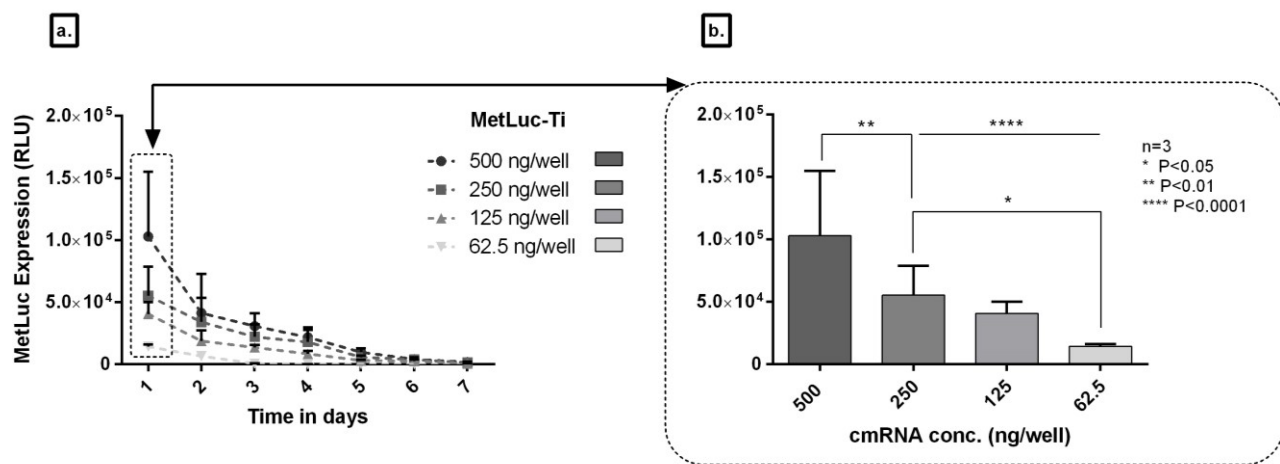 a.
MetLuc Expression (RLU)
2.0×10⁵
1.5×10⁵
1.0×10⁵
5.0×10⁴
0
1 2 3 4 5 6 7
Time in days
MetLuc-Ti
500 ng/well
250 ng/well
125 ng/well
62.5 ng/well
b.
2.0×10⁵
1.5×10⁵
1.0×10⁵
5.0×10⁴
0
** ****
*
500 250 125 62.5
cmRNA conc. (ng/well)
n=3
* P<0.05
** P<0.01
**** P<0.0001